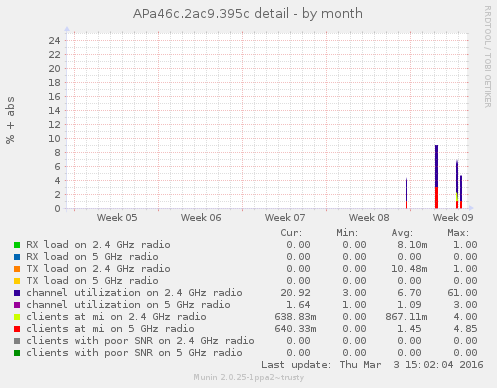 APa46c.2ac9.395c detail - by month
RRDTOOL / TOBI OETIKER
% + abs
24
22
20
18
16
14
12
10
8
6
4
2
0
Week 05 Week 06 Week 07 Week 08 Week 09
Cur: Min: Avg: Max:
RX load on 2.4 GHz radio 0.00 0.00 8.10m 1.00
RX load on 5 GHz radio 0.00 0.00 0.00 0.00
TX load on 2.4 GHz radio 0.00 0.00 10.48m 1.00
TX load on 5 GHz radio 0.00 0.00 0.00 0.00
channel utilization on 2.4 GHz radio 20.92 3.00 6.70 61.00
channel utilization on 5 GHz radio 1.64 1.00 1.09 3.00
clients at mi on 2.4 GHz radio 638.83m 0.00 867.11m 4.00
clients at mi on 5 GHz radio 640.33m 0.00 1.45 4.85
clients with poor SNR on 2.4 GHz radio 0.00 0.00 0.00 0.00
clients with poor SNR on 5 GHz radio 0.00 0.00 0.00 0.00
Last update: Thu Mar 3 15:02:04 2016
Munin 2.0.25-1ppa2~trusty